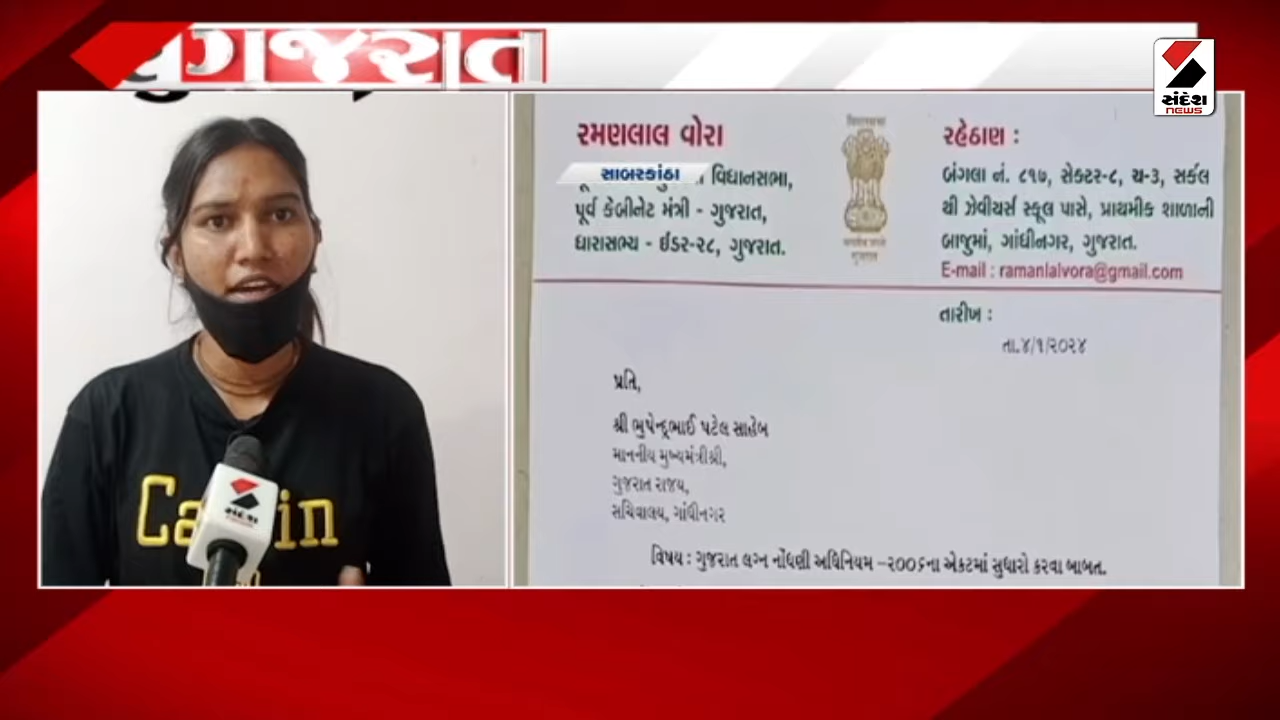 ગુજરાત
સંદેશ
NEWS
રમણલાલ વોરા
સાબરકાંઠા
વિધાનસભા,
પૂર્વ કેબીનેટ મંત્રી - ગુજરાત,
ધારાસભ્ય - ઈડર-૨૮, ગુજરાત.
રહેઠાણ :
બંગલા નં. ૮૧૭, સેક્ટર-૮, ચ-૩, સર્કલ
થી ઝેવીયર્સ સ્કૂલ પાસે, પ્રાથમીક શાળાની
બાજુમાં, ગાંધીનગર, ગુજરાત.
E-mail : ramanlalvora@gmail.com
તારીખ :
તા.૪/૧/૨૦૨૪
પ્રતિ,
શ્રી ભુપેન્દ્રભાઈ પટેલ સાહેબ
માનનીય મુખ્યમંત્રીશ્રી,
ગુજરાત રાજ્ય,
સચિવાલય, ગાંધીનગર
વિષય : ગુજરાત લગ્ન નોંધણી અધિનિયમ –૨૦૦૬ના એક્ટમાં સુધારો કરવા બાબત.
સંદેશ
NEWS